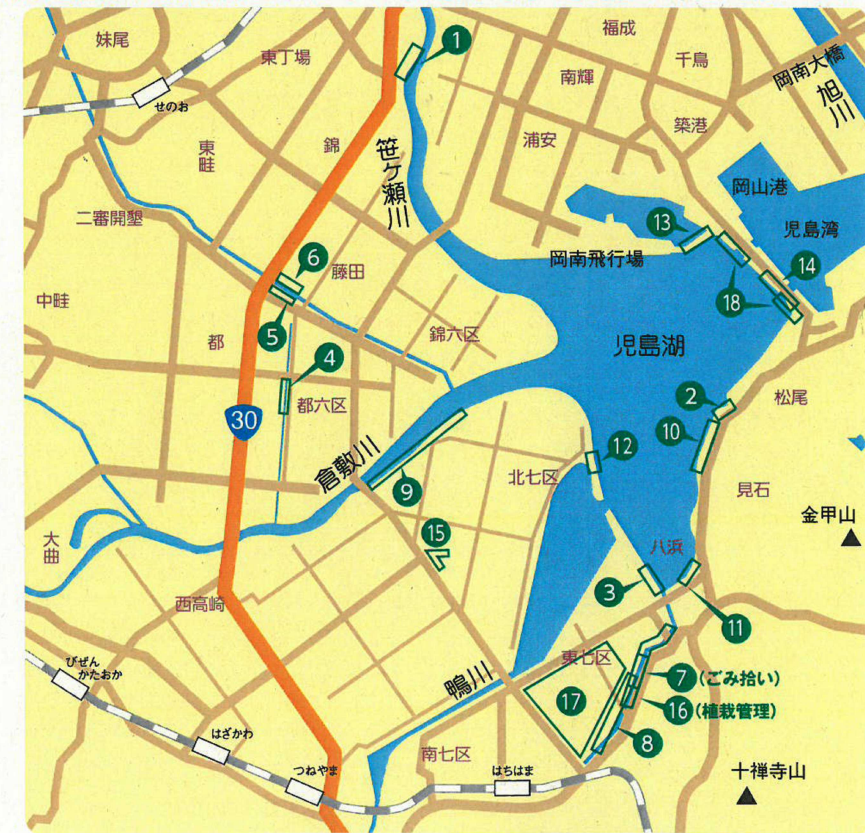 福成
妹尾
1
東丁場
千鳥
岡南大橋
南輝
旭川
せのお
築港
錦
笹ヶ瀬川
浦安
東畦
岡山港
二番開墾
13
児島湾
6
藤田
岡南飛行場
14
中畦
18
5
都
錦六区
児島湖
4
松尾
都六区
2
30
10
倉敷川
12
9
北七区
見石
15
金甲山
大曲
八浜
3
西高崎
11
びぜん
かたおか
東七区
7
(ごみ拾い)
鴨川
17
16
(植栽管理)
はざかわ
8
南七区
つねやま
はちはま
十禅寺山